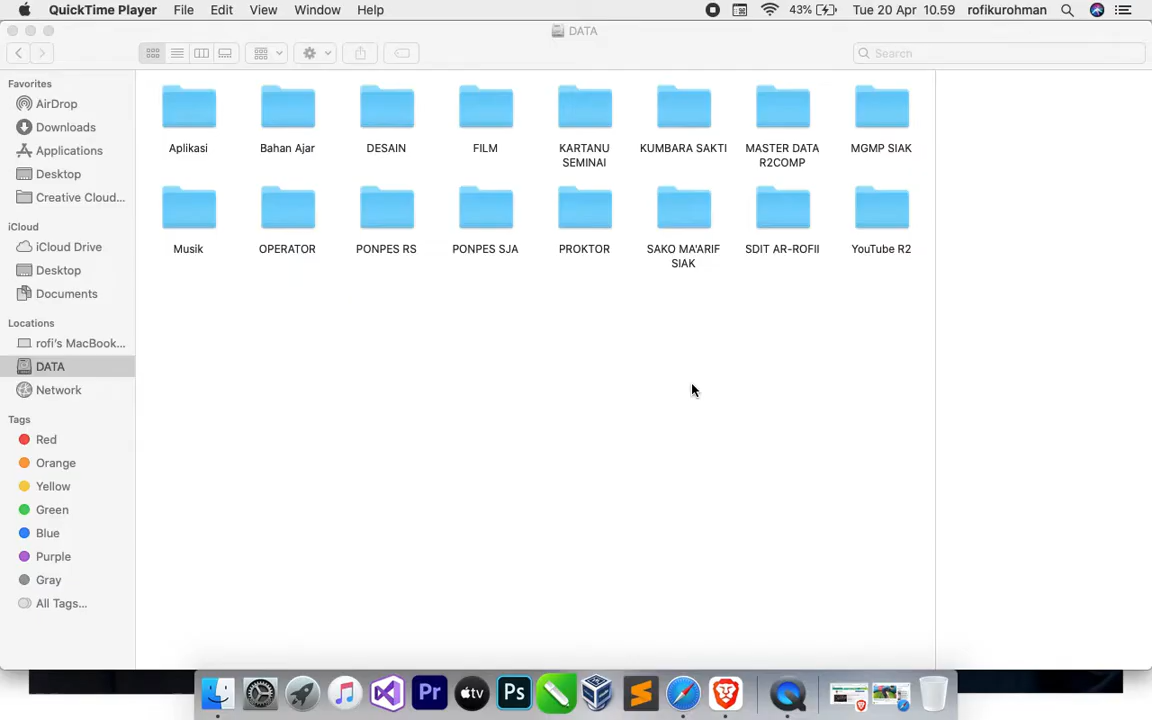 QuickTime Player File Edit View Window Help 43% Tue 20 Apr 10.59 rofikurohman
DATA
Search
Favorites
AirDrop
Downloads
Applications
Desktop
Creative Cloud...
iCloud
iCloud Drive
Desktop
Documents
Locations
rofi's MacBook...
DATA
Network
Tags
Red
Orange
Yellow
Green
Blue
Purple
Gray
All Tags...
Aplikasi Bahan Ajar DESAIN FILM KARTANU KUMBARA SAKTI MASTER DATA MGMP SIAK
SEMINAI R2COMP
Musik OPERATOR PONPES RS PONPES SJA PROKTOR SAKO MA'ARIF SDIT AR-ROFII YouTube R2
SIAK
Pr tv Ps